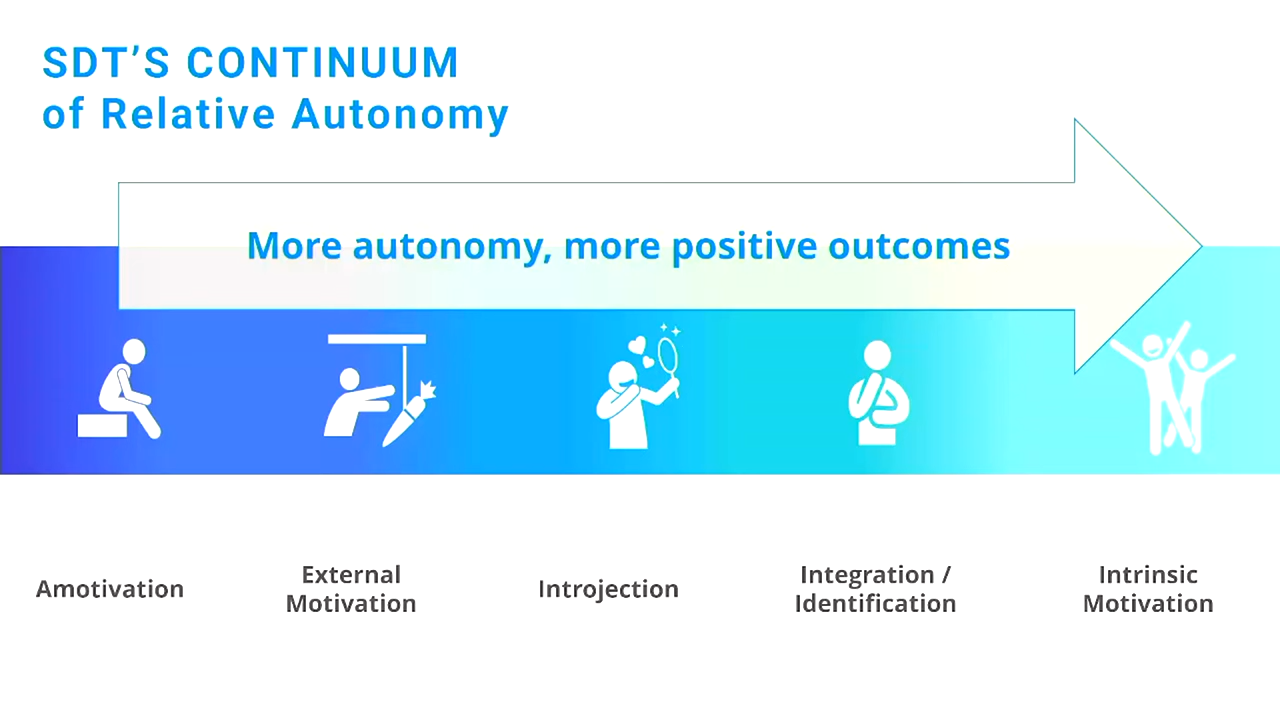 SDT’S CONTINUUM
of Relative Autonomy
More autonomy, more positive outcomes
Amotivation
External
Motivation
Introjection
Integration /
Identification
Intrinsic
Motivation